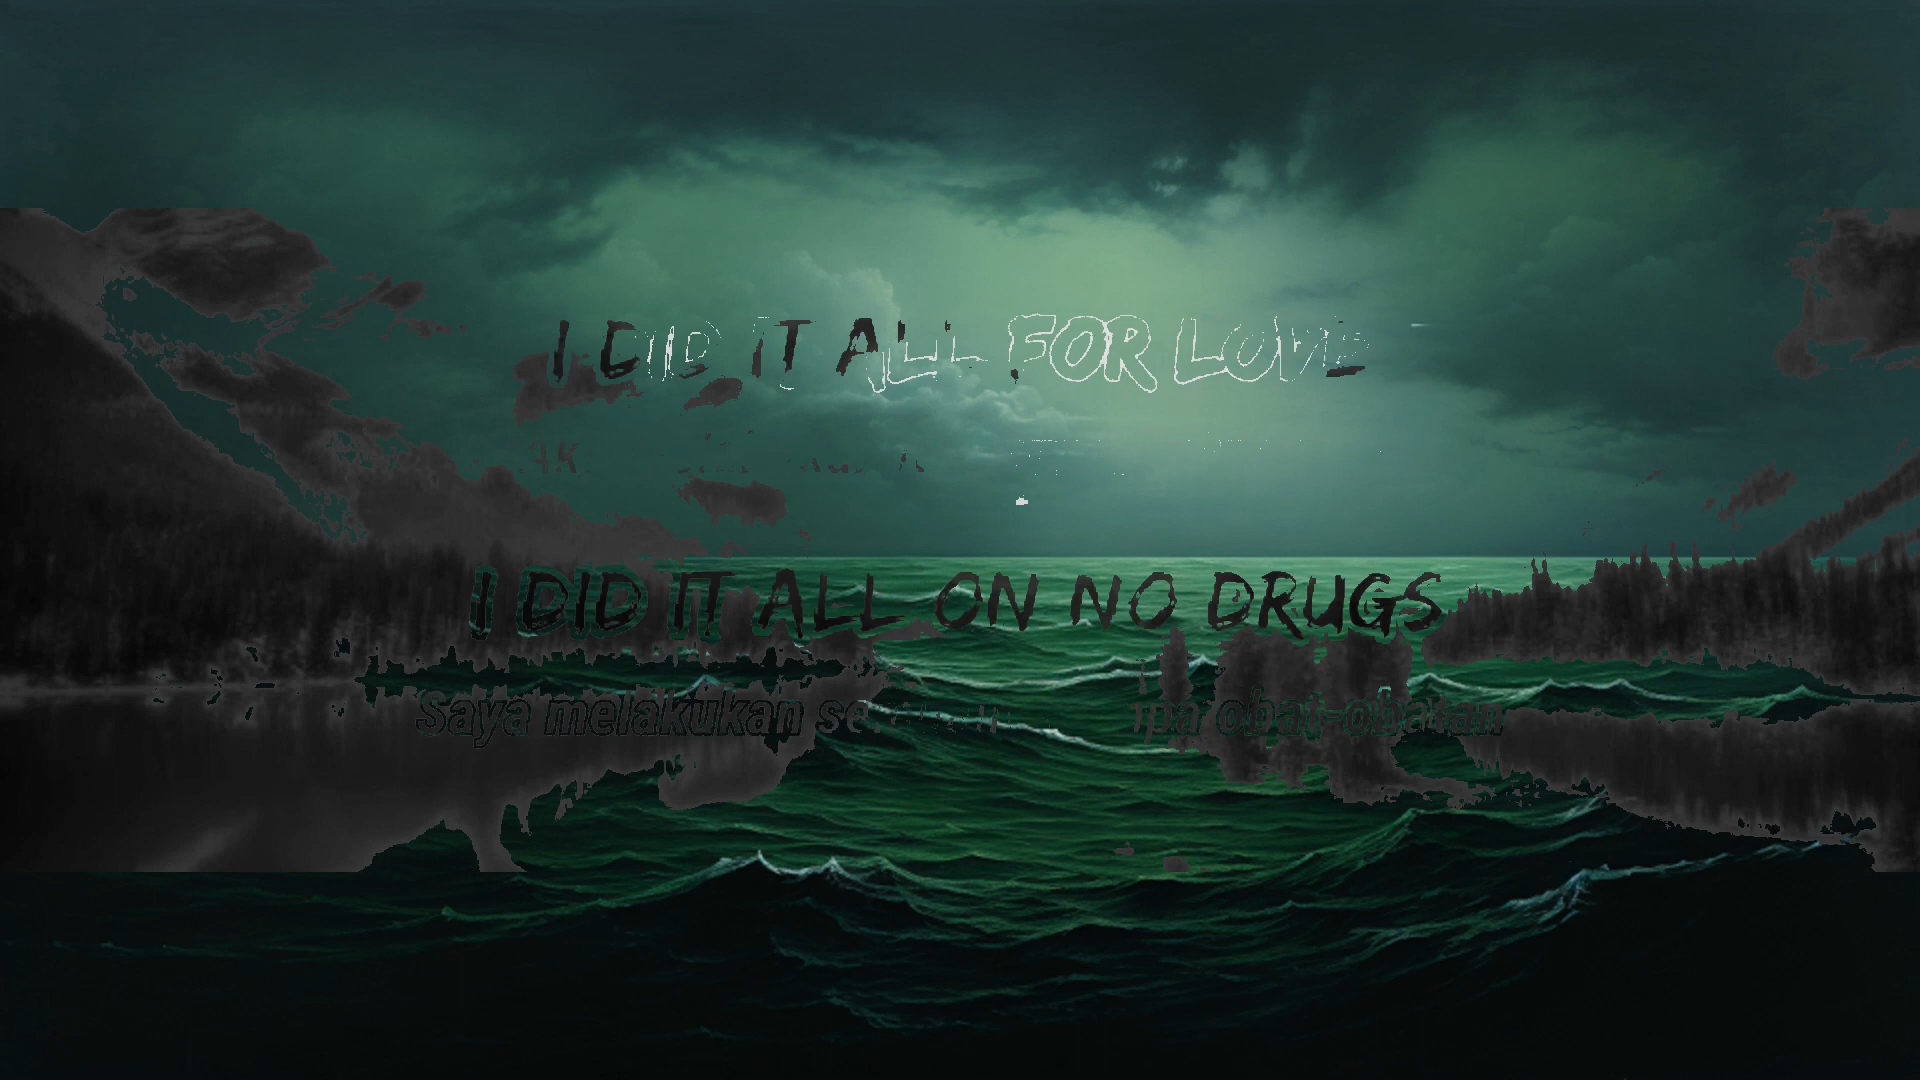 I DID IT ALL FOR LOVE
I DID IT ALL ON NO DRUGS
Saya melakukan obat-obatan